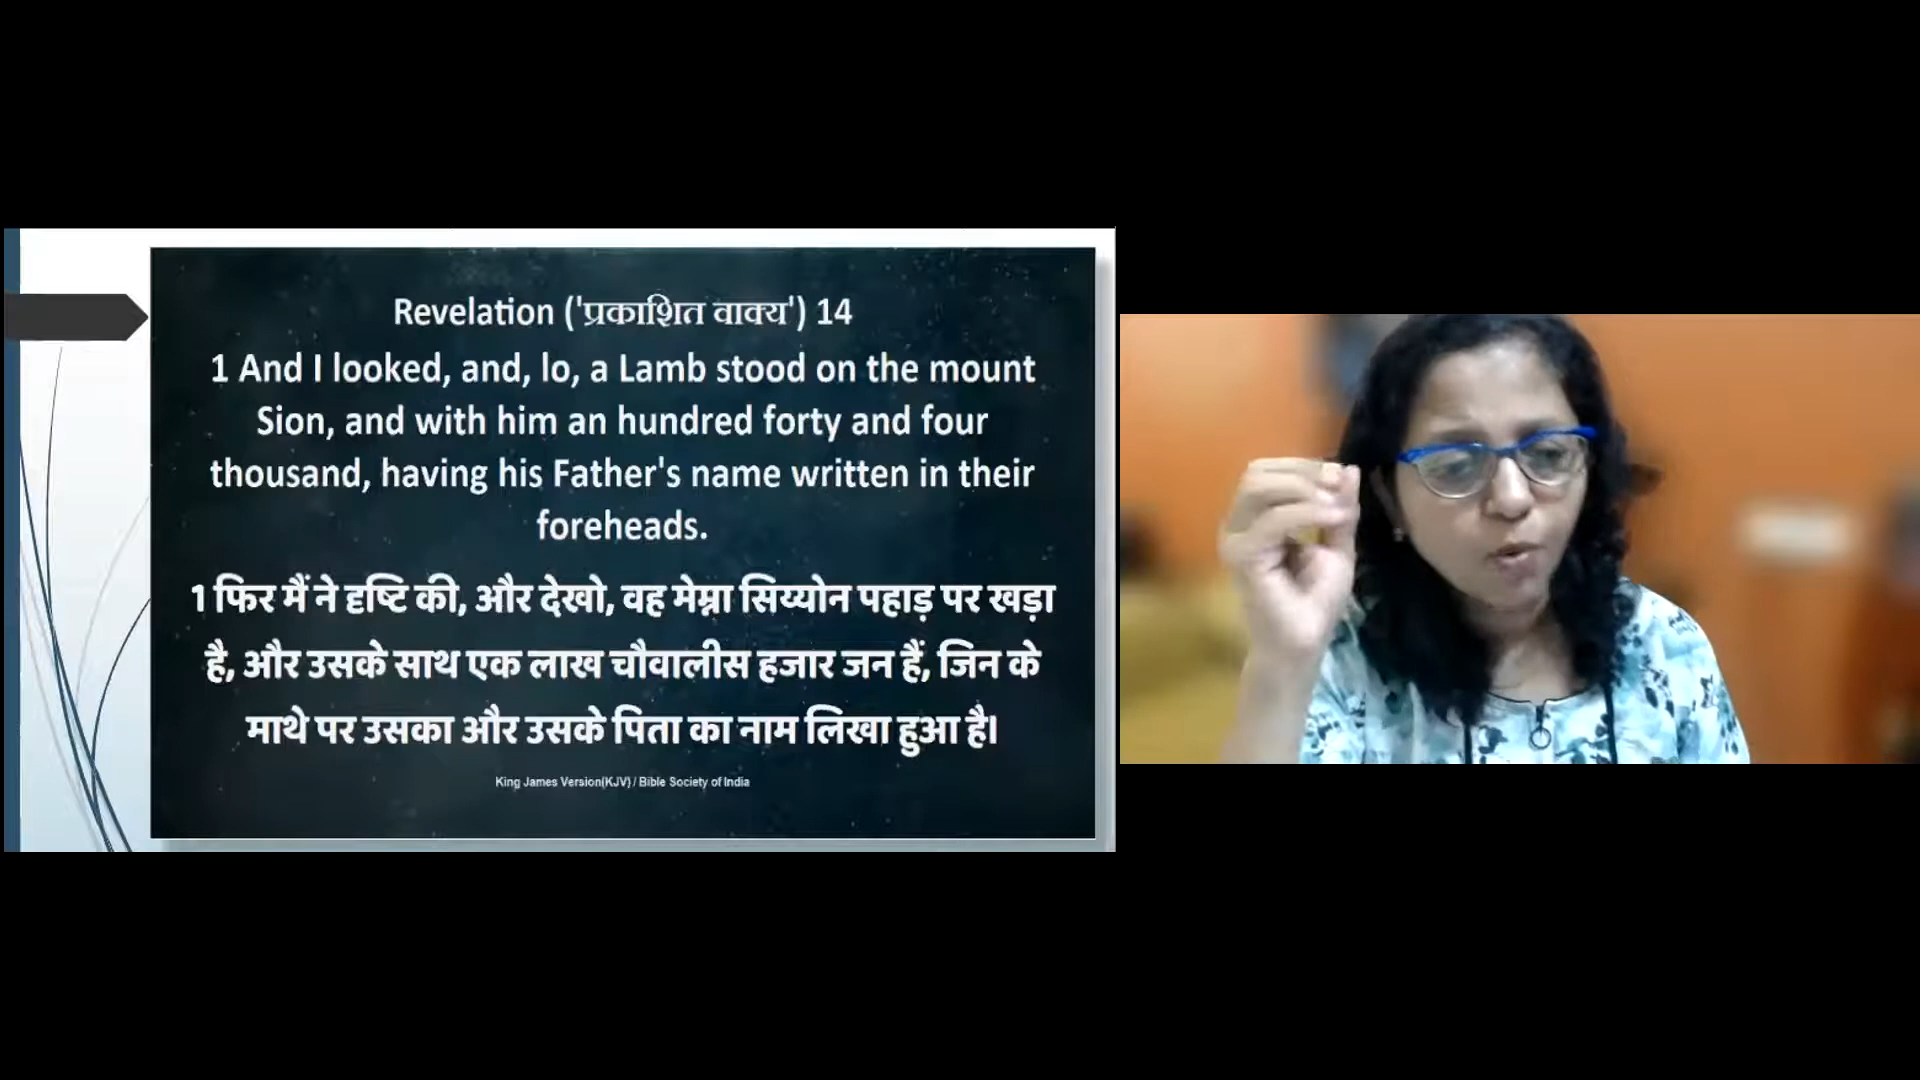 Revelation ('प्रकाशित वाक्य') 14
1 And I looked, and, lo, a Lamb stood on the mount
Sion, and with him an hundred forty and four
thousand, having his Father's name written in their
foreheads.
1 फिर मैं ने दृष्टि की, और देखो, वह मेम्ना सिय्योन पहाड़ पर खड़ा
है, और उसके साथ एक लाख चौवालीस हजार जन हैं, जिन के
माथे पर उसका और उसके पिता का नाम लिखा हुआ है।
King James Version(KJV) / Bible Society of India